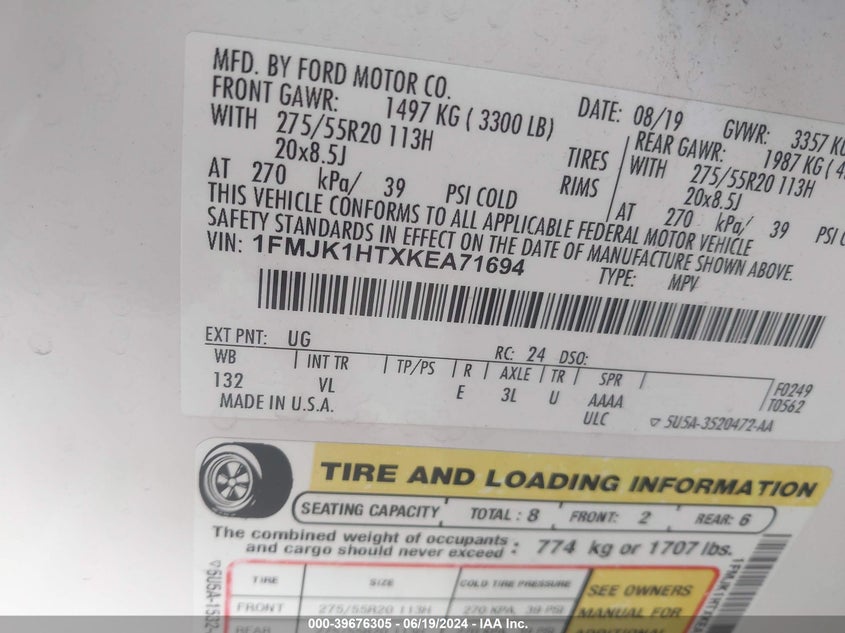 MFD. BY FORD MOTOR CO.
DATE: 08/19 GVWR: 3357 KG
FRONT GAWR: 1497 KG ( 3300 LB)
REAR GAWR: 1987 KG (
WITH 275/55R20 113H TIRES
WITH 275/55R20 113H
20x8.5J RIMS
20x8.5J
AT 270 kPa/ 39 PSI COLD
AT 270 kPa/ 39 PSI
THIS VEHICLE CONFORMS TO ALL APPLICABLE FEDERAL MOTOR VEHICLE
SAFETY STANDARDS IN EFFECT ON THE DATE OF MANUFACTURE SHOWN ABOVE.
VIN: 1FMJK1HTXKEA71694
TYPE: MPV
EXT PNT: UG RC: 24 DSO:
WB INT TR TP/PS R AXLE TR SPR
132 VL E 3L U AAAA F0249
MADE IN U.S.A. ULC T0562
5U5A-3520472-AA
TIRE AND LOADING INFORMATION
SEATING CAPACITY TOTAL : 8 FRONT: 2 REAR: 6
The combined weight of occupants
and cargo should never exceed : 774 kg or 1707 lbs.
TIRE SIZE COLD TIRE PRESSURE SEE OWNERS
FRONT 275/55R20 113H 270 KPA, 39 PSI MANUAL FOR
REAR ADDITIONAL
000-39676305 - 06/19/2024 - IAA Inc.